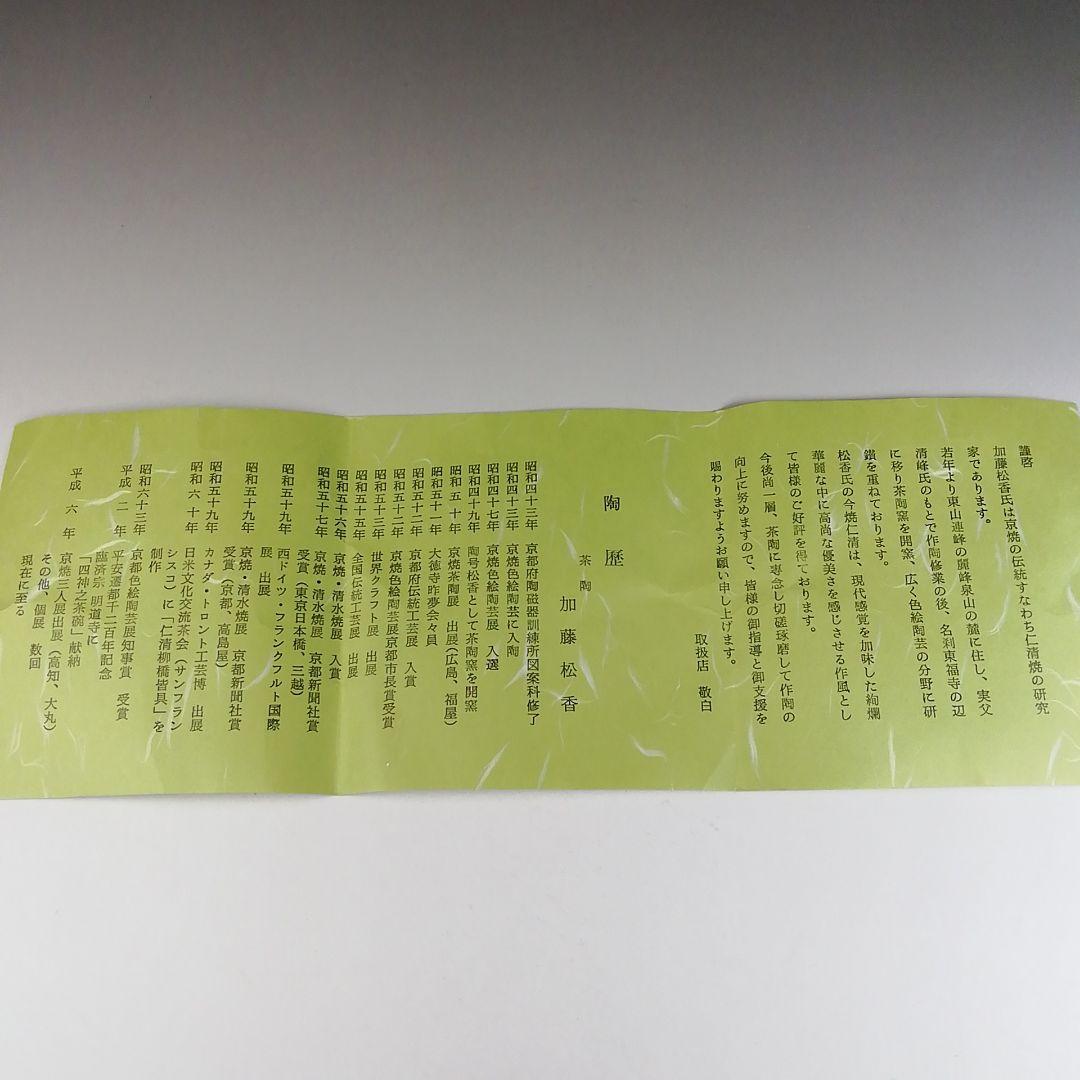 謹啓
加藤松香氏は京焼の伝統すなわち仁清焼の研究
家であります。
若年より東山連峰の麗峰泉山の麓に住し、実父
清峰氏のもとで作陶修業の後、名刹東福寺の辺
に移り茶陶窯を開窯、広く色絵陶芸の分野に研
鑚を重ねております。
松香氏の今焼仁清は、現代感覚を加味した絢爛
華麗な中に高尚な優美さを感じさせる作風とし
て皆様のご好評を得ております。
今後尚一層、茶陶に専念し切磋琢磨して作陶の
向上に努めますので、皆様の御指導と御支援を
賜わりますようお願い申し上げます。
取扱店 敬白
陶歴
茶陶 加藤松香
昭和四十三年 京都府陶磁器訓練所図案科修了
昭和四十三年 京焼色絵陶芸に入陶
昭和四十七年 京焼色絵陶芸展 入選
昭和四十九年 陶号松香として茶陶窯を開窯
昭和五十年 京焼茶陶展 出展(広島、福屋)
昭和五十一年 大徳寺昨夢会々員
昭和五十二年 京都府伝統工芸展 入賞
昭和五十二年 京焼色絵陶芸展京都市長賞受賞
昭和五十三年 世界クラフト展 出展
昭和五十五年 全国伝統工芸展 出展
昭和五十六年 京焼・清水焼展 入賞
昭和五十七年 京焼・清水焼展 京都新聞社賞
受賞(東京日本橋、三越)
昭和五十九年 西ドイツ・フランクフルト国際
展 出展
昭和五十九年 京焼・清水焼展 京都新聞社賞
受賞(京都、高島屋)
昭和五十九年 カナダ・トロント工芸博 出展
昭和六十年 日米文化交流茶会(サンフラン
シスコ)に「仁清柳橋皆具」を
制作
昭和六十三年 京都色絵陶芸展知事賞 受賞
平成二年 平安遷都千二百年記念
臨済宗 明道寺に
「四神之茶碗」献納
平成六年 京焼三人展出展(高知、大丸)
その他、個展 数回
現在に至る